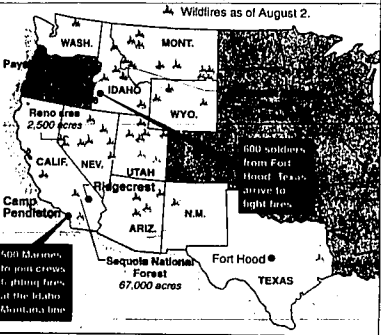 Wildfires as of August 2.
WASH.
MONT.
Pay
IDAHO
Reno area
2,500 acres
WYO.
CALIF.
NEV.
UTAH
600 soldiers
from Fort
Hood, Texas
arrive to
fight fires
Ridgecrest
Camp
Pendleton
ARIZ.
N.M.
500 Marines
to join crews
fighting fires
at the Idaho
Montana line
Sequoia National
Forest
67,000 acres
Fort Hood
TEXAS